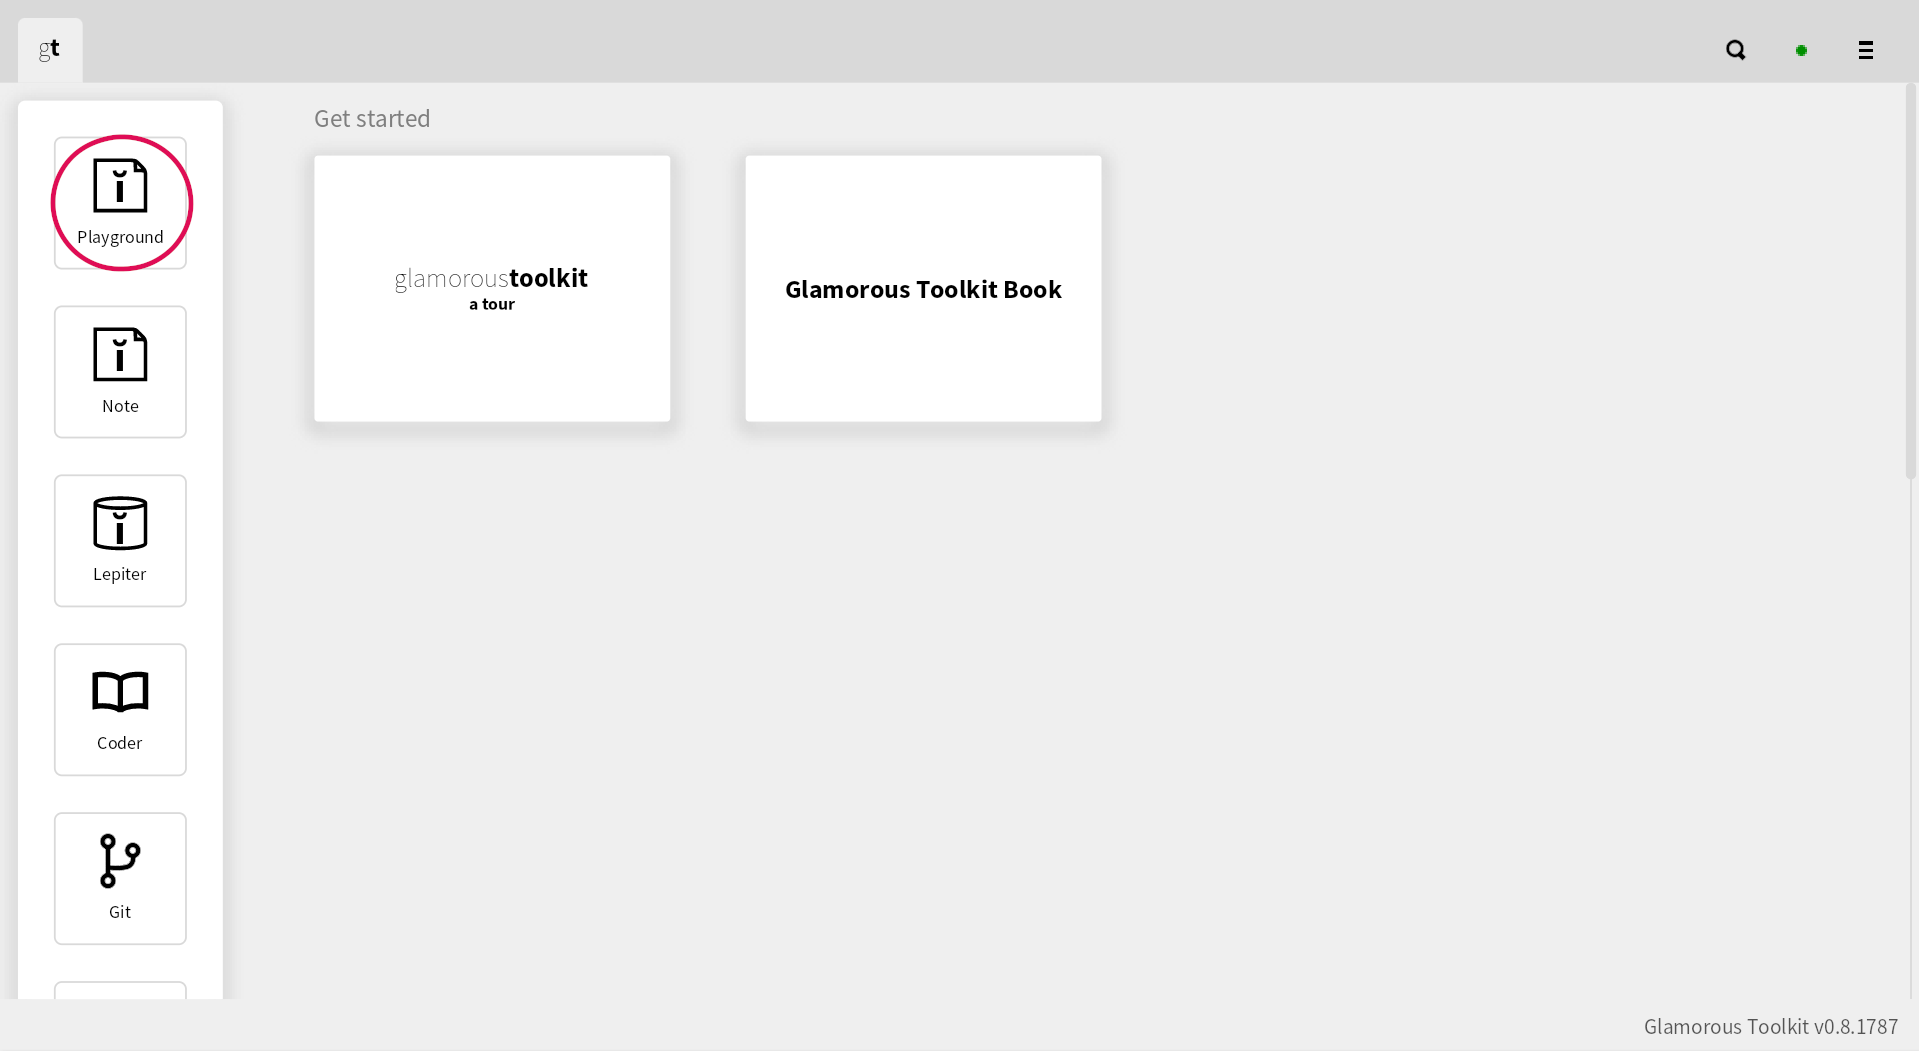 gt
Get started
Playground
glamoroustoolkit
a tour
Glamorous Toolkit Book
Note
Lepiter
Coder
Git
Glamorous Toolkit v0.8.1787